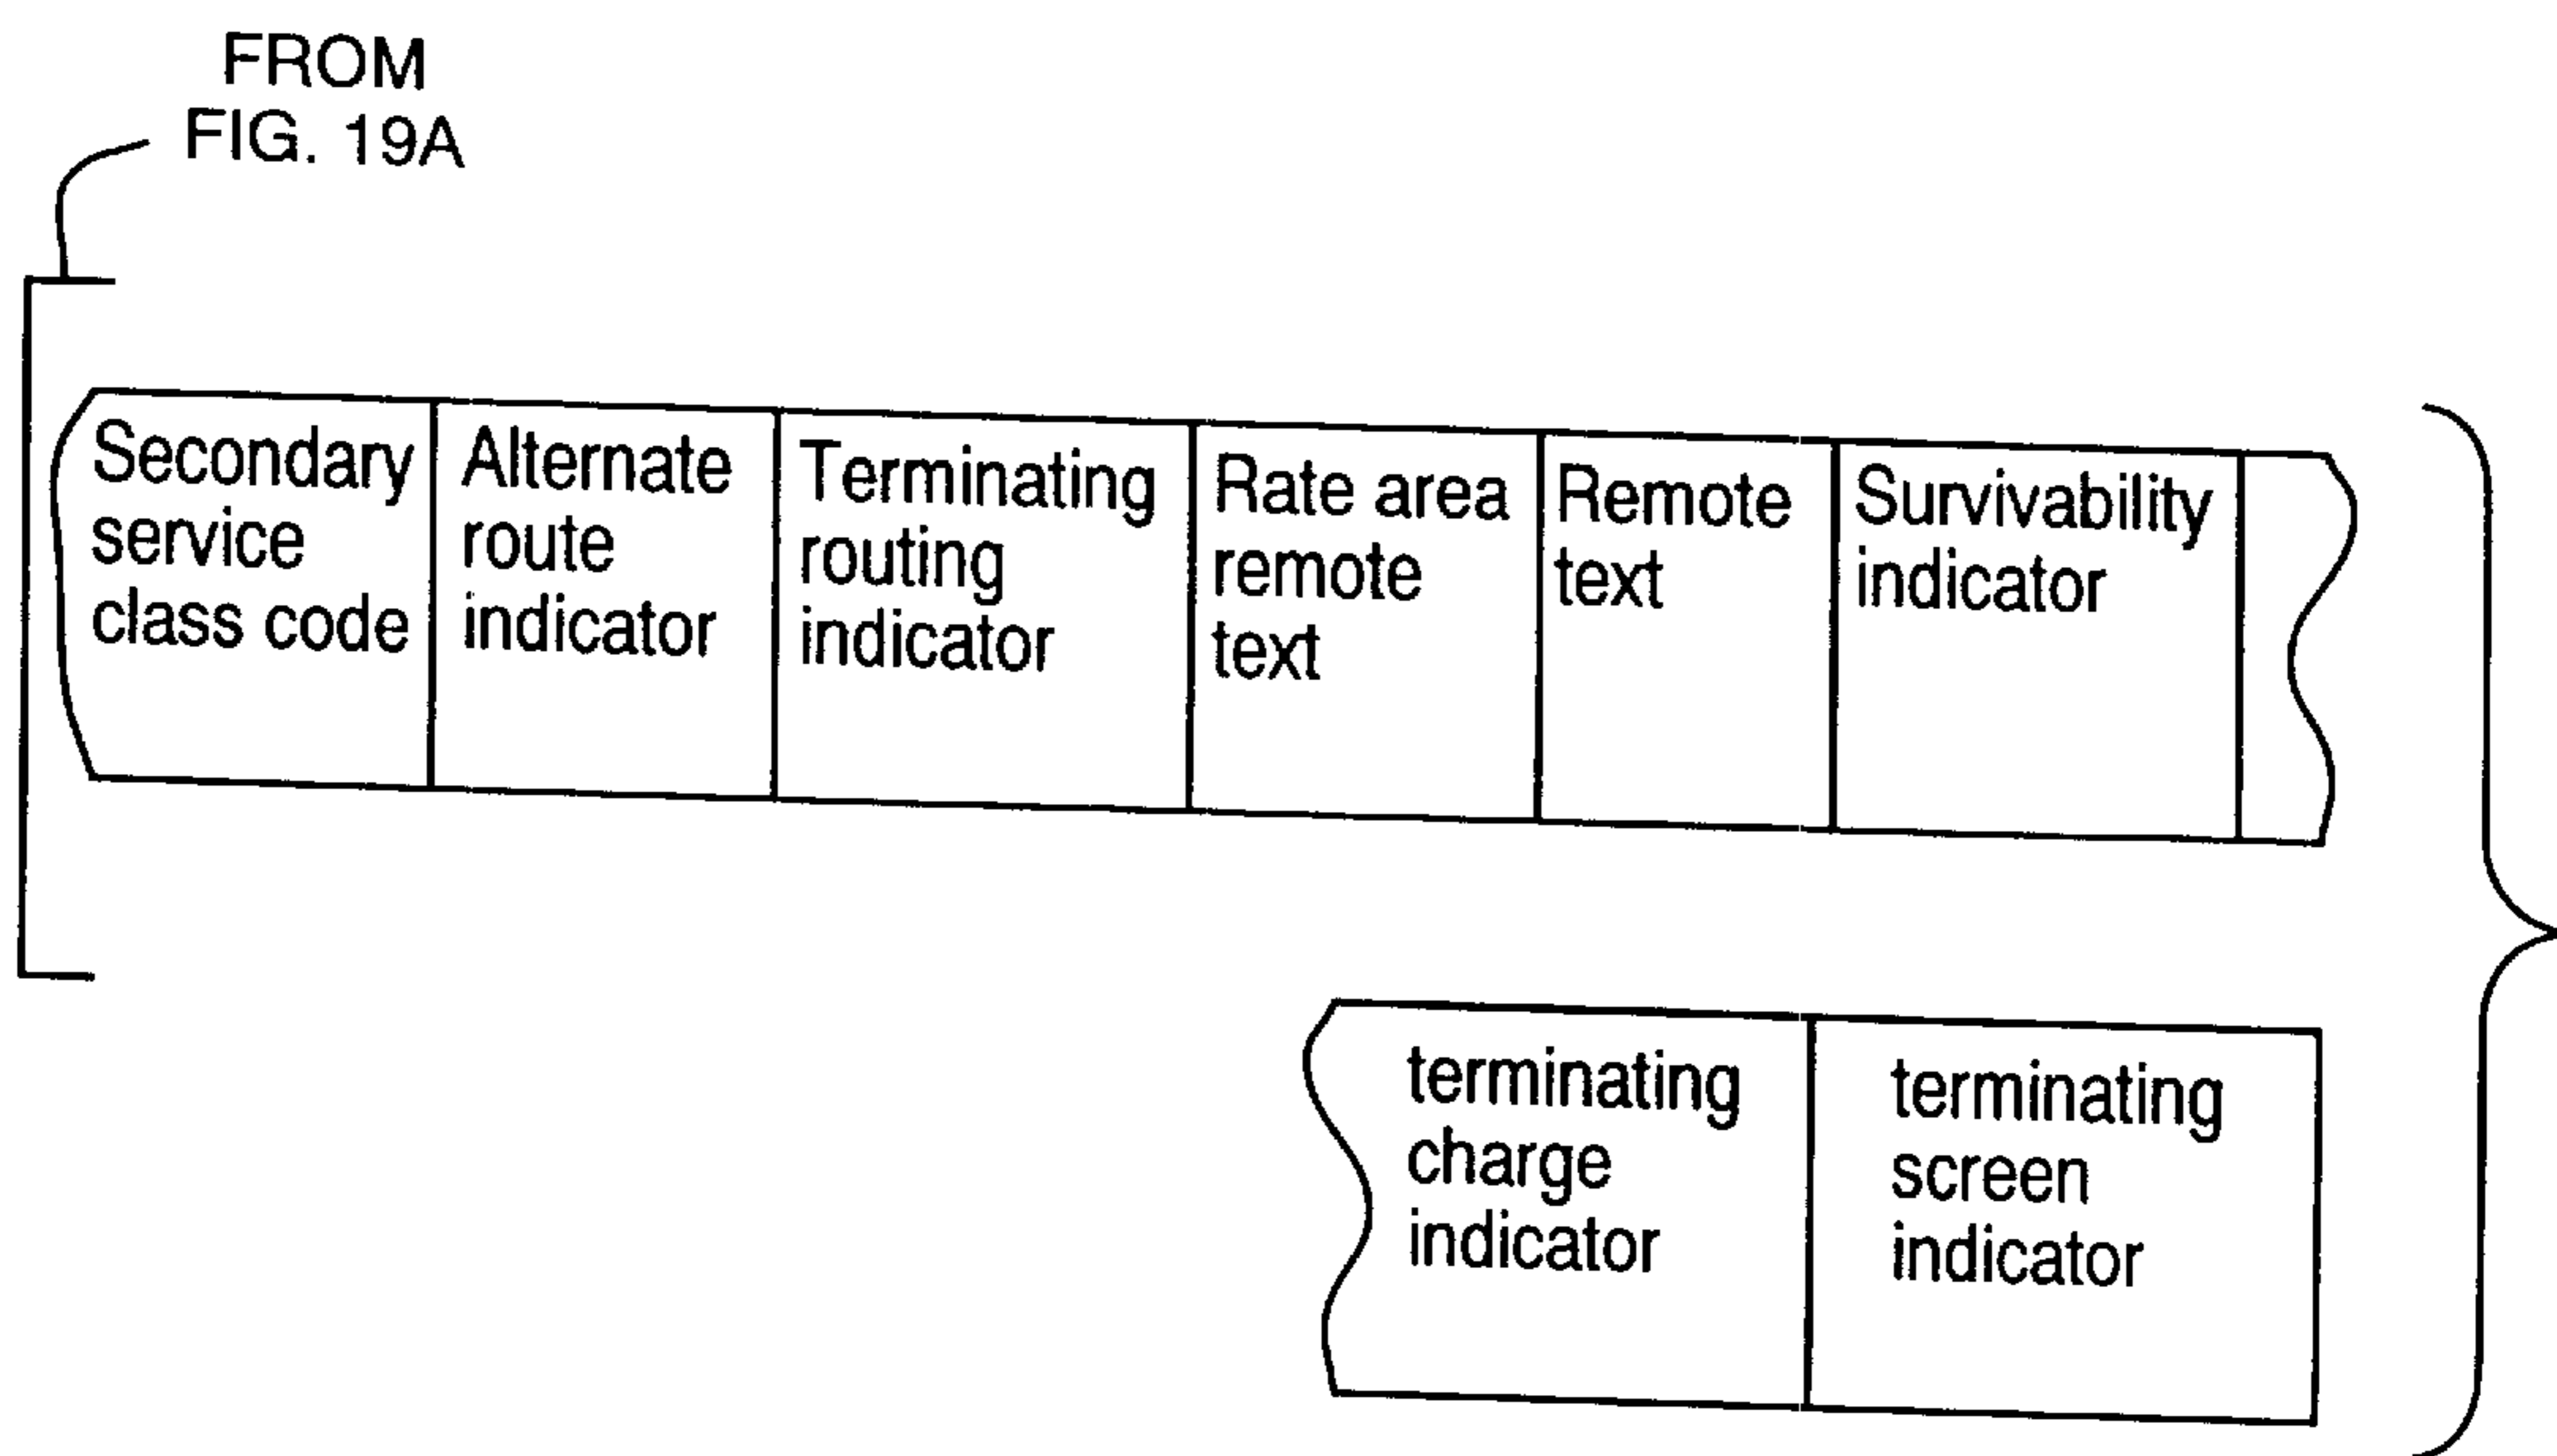 FROM
FIG. 19A
Secondary
service
class code
Alternate
route
indicator
Terminating
routing
indicator
Rate area
remote
text
Remote
text
Survivability
indicator
terminating
charge
indicator
terminating
screen
indicator